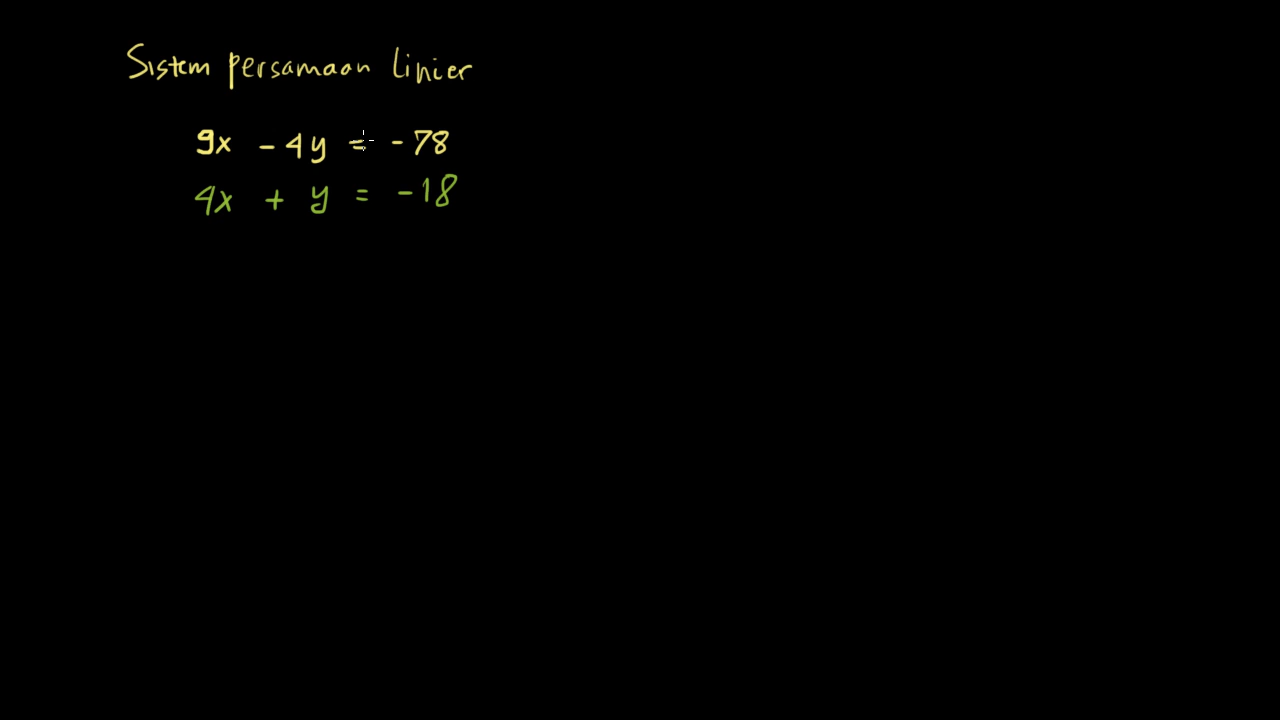 Sistem persamaan linier
9x - 4y = -78
4x + y = -18